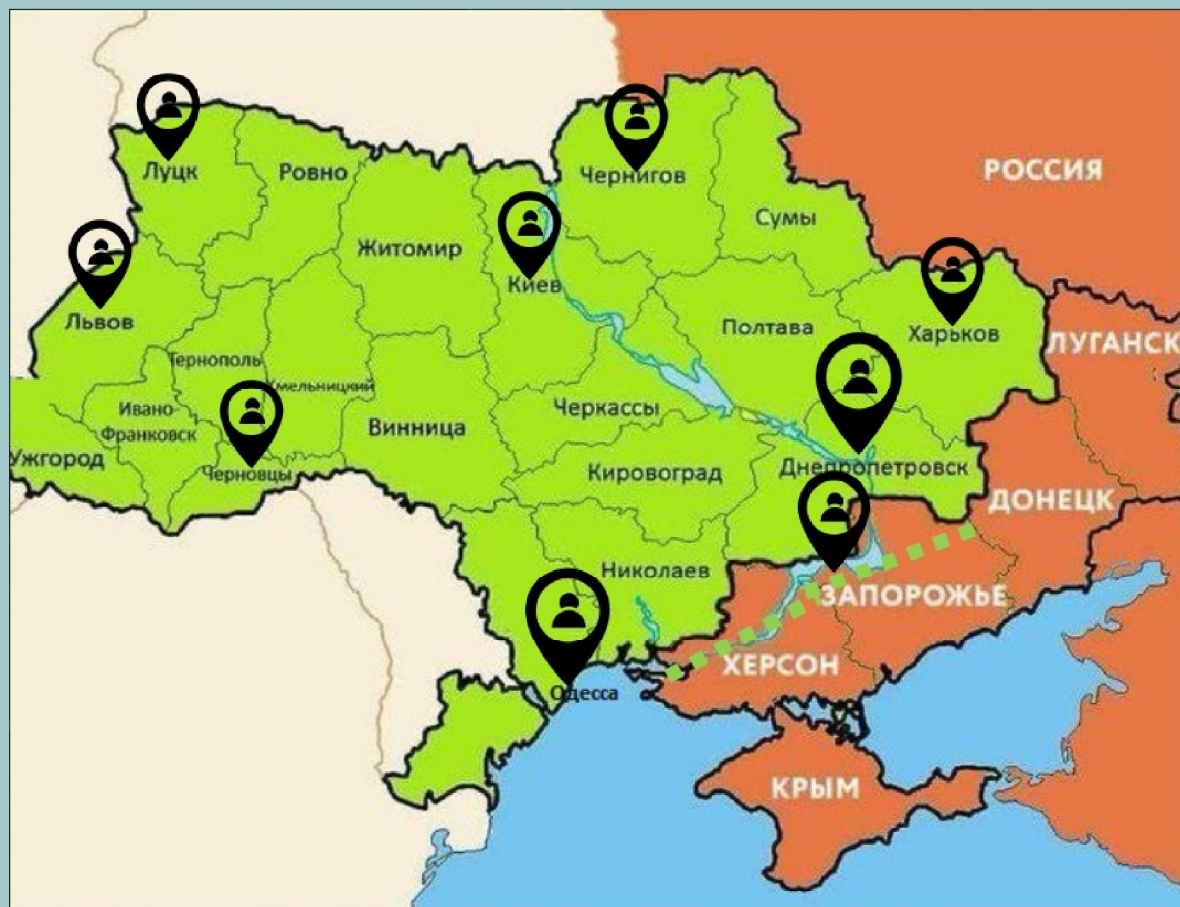 РОССИЯ
Луцк
Ровно
Чернигов
Сумы
Житомир
Киев
Львов
Полтава
Харьков
ЛУГАНСК
Тернополь
Хмельницкий
Ивано-
Франковск
Черкассы
Винница
Ужгород
Черновцы
Кировоград
Днепропетровск
ДОНЕЦК
Николаев
ЗАПОРОЖЬЕ
ХЕРСОН
Одесса
КРЫМ